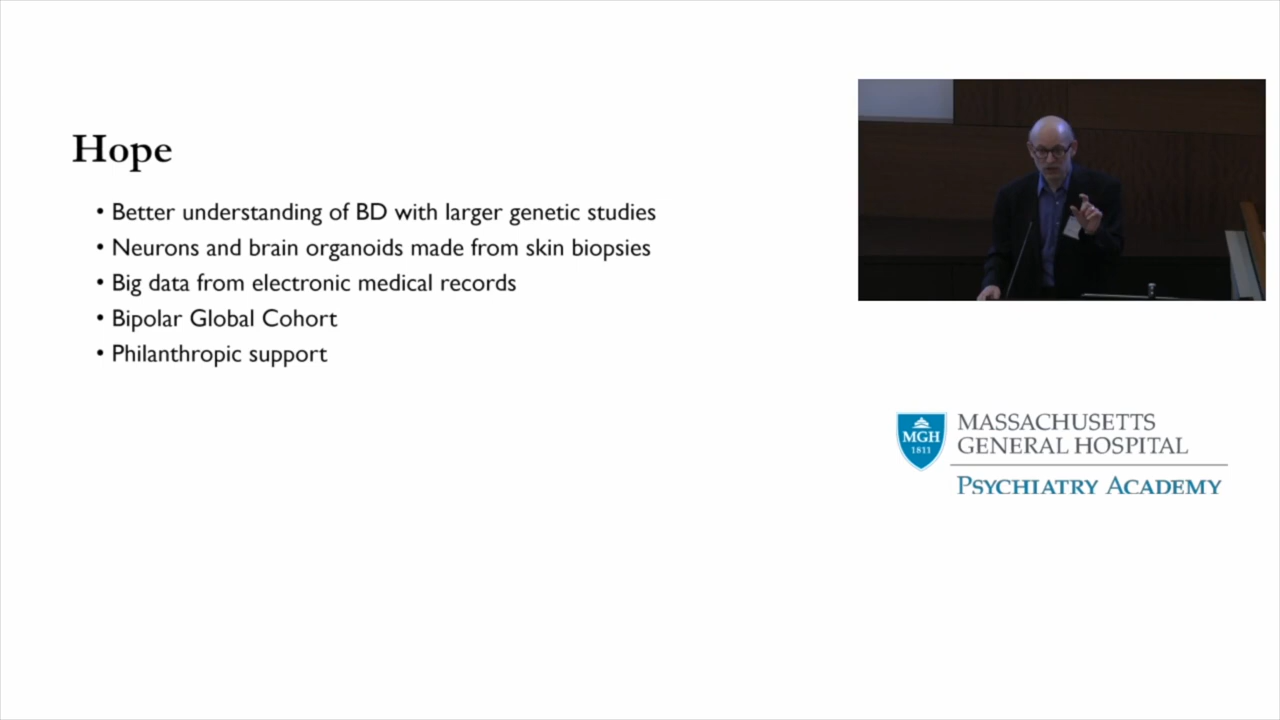 Hope
• Better understanding of BD with larger genetic studies
• Neurons and brain organoids made from skin biopsies
• Big data from electronic medical records
• Bipolar Global Cohort
• Philanthropic support
MGH
1811
MASSACHUSETTS
GENERAL HOSPITAL
PSYCHIATRY ACADEMY